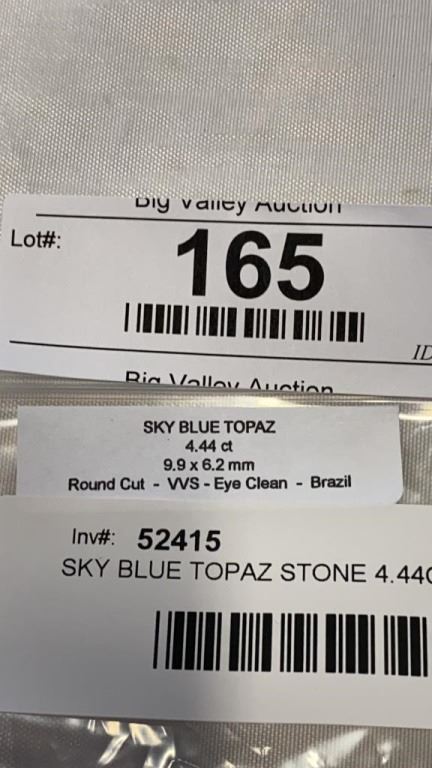 Big Valley Auction
Lot#:
165
ID
Big Valley Auction
SKY BLUE TOPAZ
4.44 ct
9.9 x 6.2 mm
Round Cut - VVS - Eye Clean - Brazil
Inv#: 52415
SKY BLUE TOPAZ STONE 4.44C